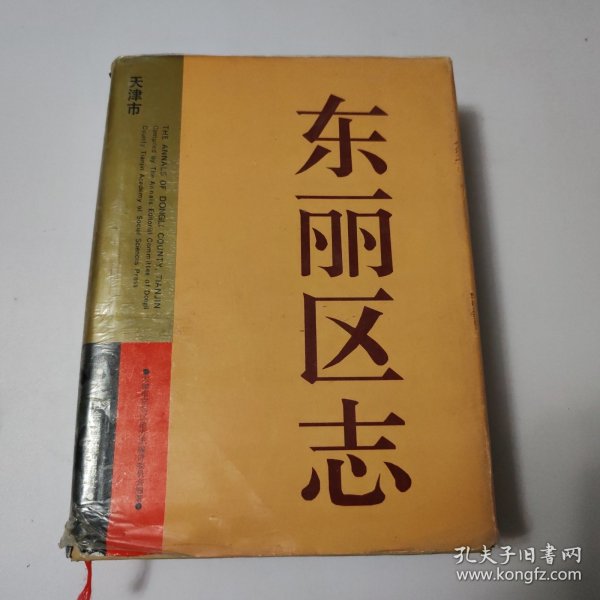 天津市
东丽区志
THE ANNALS OF DONGLI COUNTY, TIANJIN
Compiled by The Annals Editorial Committee of Dongli
County Tianjin Academy of Social Sciences Press
孔夫子旧书网
www.kongfz.com